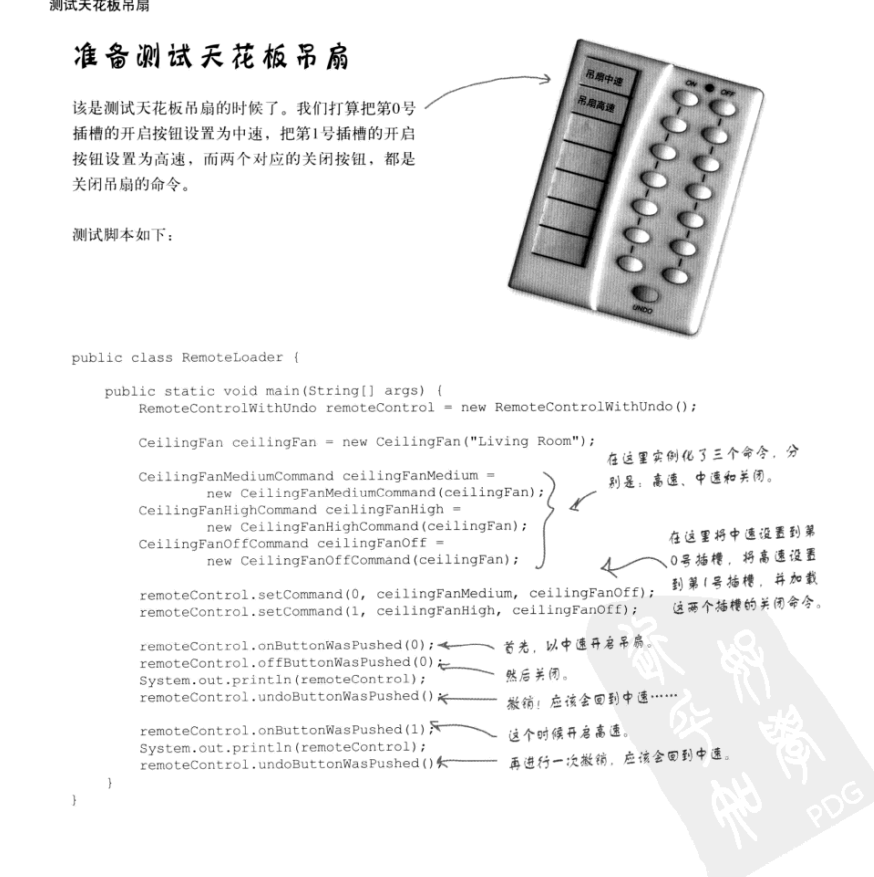 测试天花板吊扇
准备测试天花板吊扇
该是测试天花板吊扇的时候了。我们打算把第0号
插槽的开启按钮设置为中速，把第1号插槽的开启
按钮设置为高速，而两个对应的关闭按钮，都是
关闭吊扇的命令。
测试脚本如下：
吊扇中速
吊扇高速
ON OFF
UNDO
public class RemoteLoader {
public static void main(String[] args) {
RemoteControlWithUndo remoteControl = new RemoteControlWithUndo();
CeilingFan ceilingFan = new CeilingFan("Living Room");
CeilingFanMediumCommand ceilingFanMedium =
new CeilingFanMediumCommand(ceilingFan);
CeilingFanHighCommand ceilingFanHigh =
new CeilingFanHighCommand(ceilingFan);
CeilingFanOffCommand ceilingFanOff =
new CeilingFanOffCommand(ceilingFan);
在这里实例化了三个命令，分
别是：高速、中速和关闭。
remoteControl.setCommand(0, ceilingFanMedium, ceilingFanOff);
remoteControl.setCommand(1, ceilingFanHigh, ceilingFanOff);
在这里将中速设置到第
0号插槽，将高速设置
到第1号插槽，并加载
这两个插槽的关闭命令。
remoteControl.onButtonWasPushed(0);
首先，以中速开启吊扇。
remoteControl.offButtonWasPushed(0);
然后关闭。
System.out.println(remoteControl);
remoteControl.undoButtonWasPushed();
撤销！应该会回到中速……
remoteControl.onButtonWasPushed(1);
这个时候开启高速。
System.out.println(remoteControl);
remoteControl.undoButtonWasPushed();
再进行一次撤销，应该会回到中速。
}
}
PDG